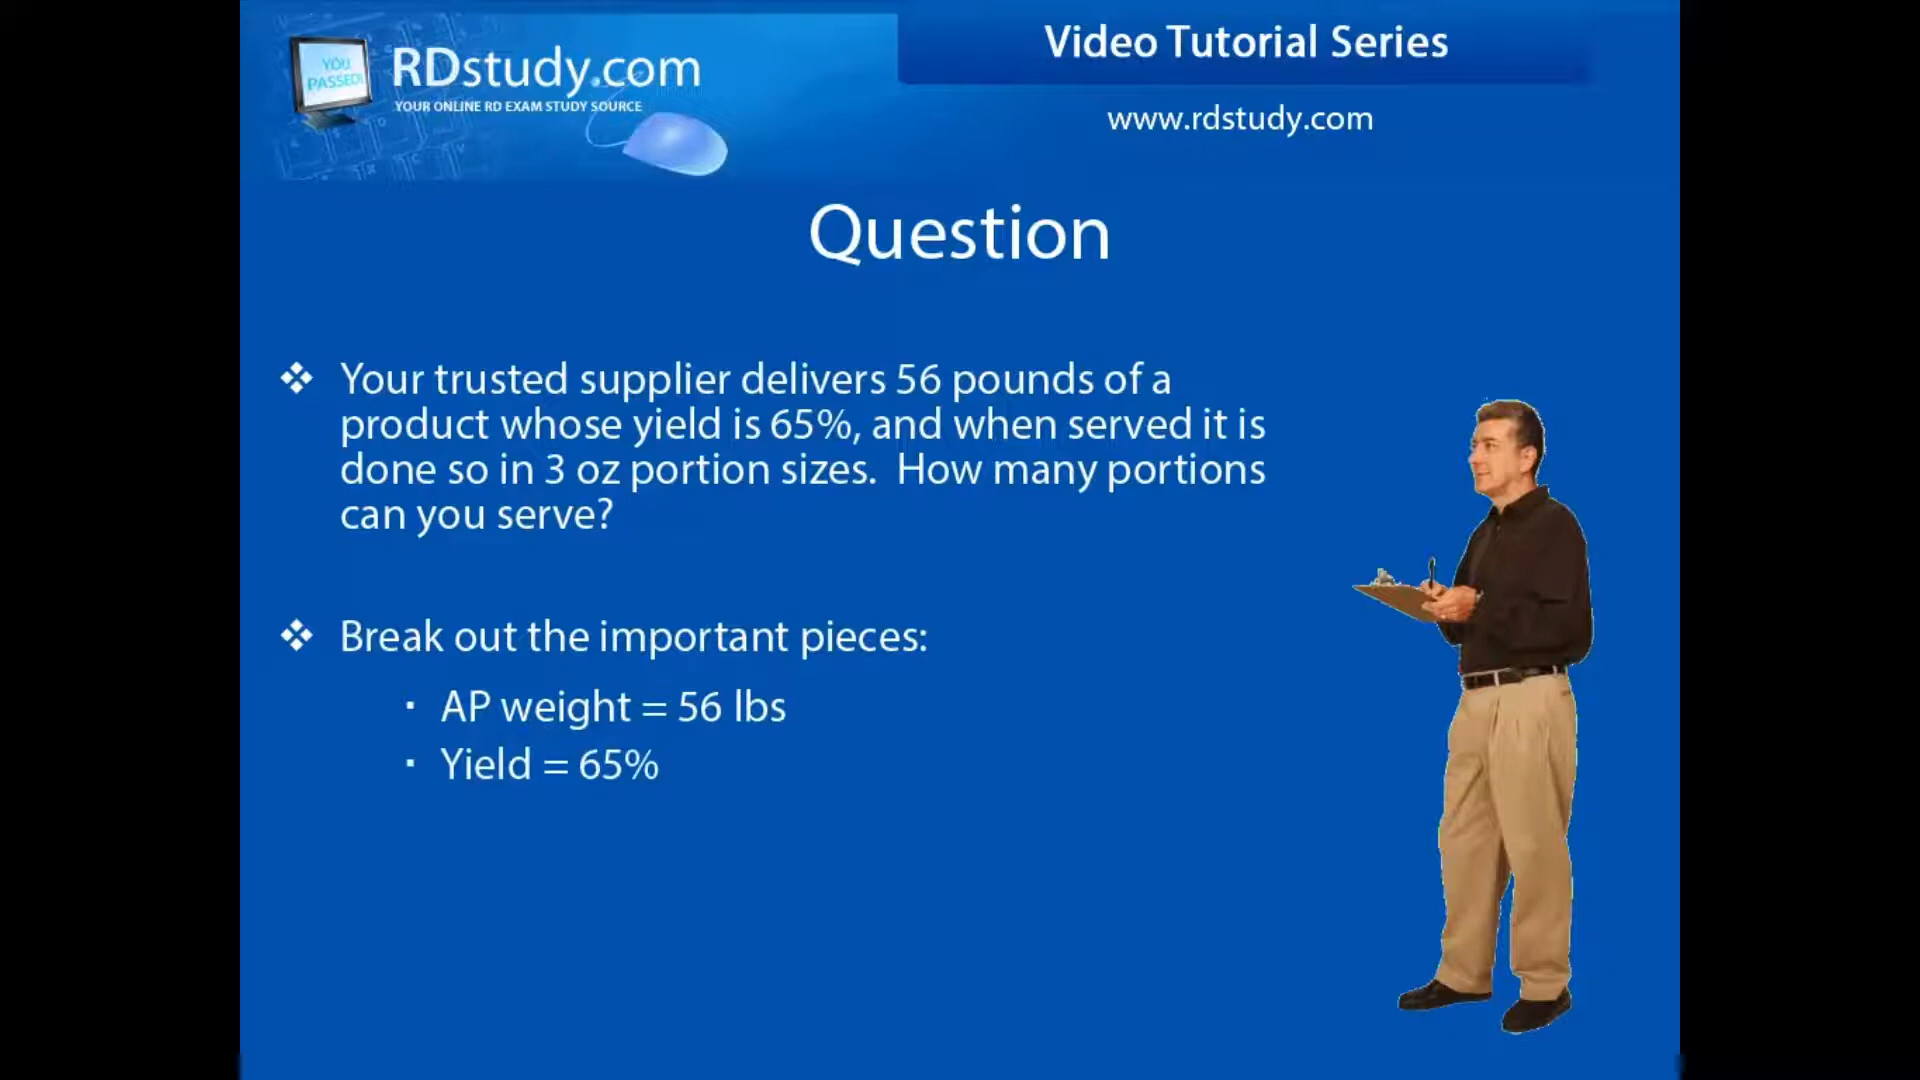 YOU
PASSED!
RDstudy.com
YOUR ONLINE RD EXAM STUDY SOURCE
Video Tutorial Series
www.rdstudy.com
Question
❖ Your trusted supplier delivers 56 pounds of a
product whose yield is 65%, and when served it is
done so in 3 oz portion sizes.  How many portions
can you serve?
❖ Break out the important pieces:
▪ AP weight = 56 lbs
▪ Yield = 65%